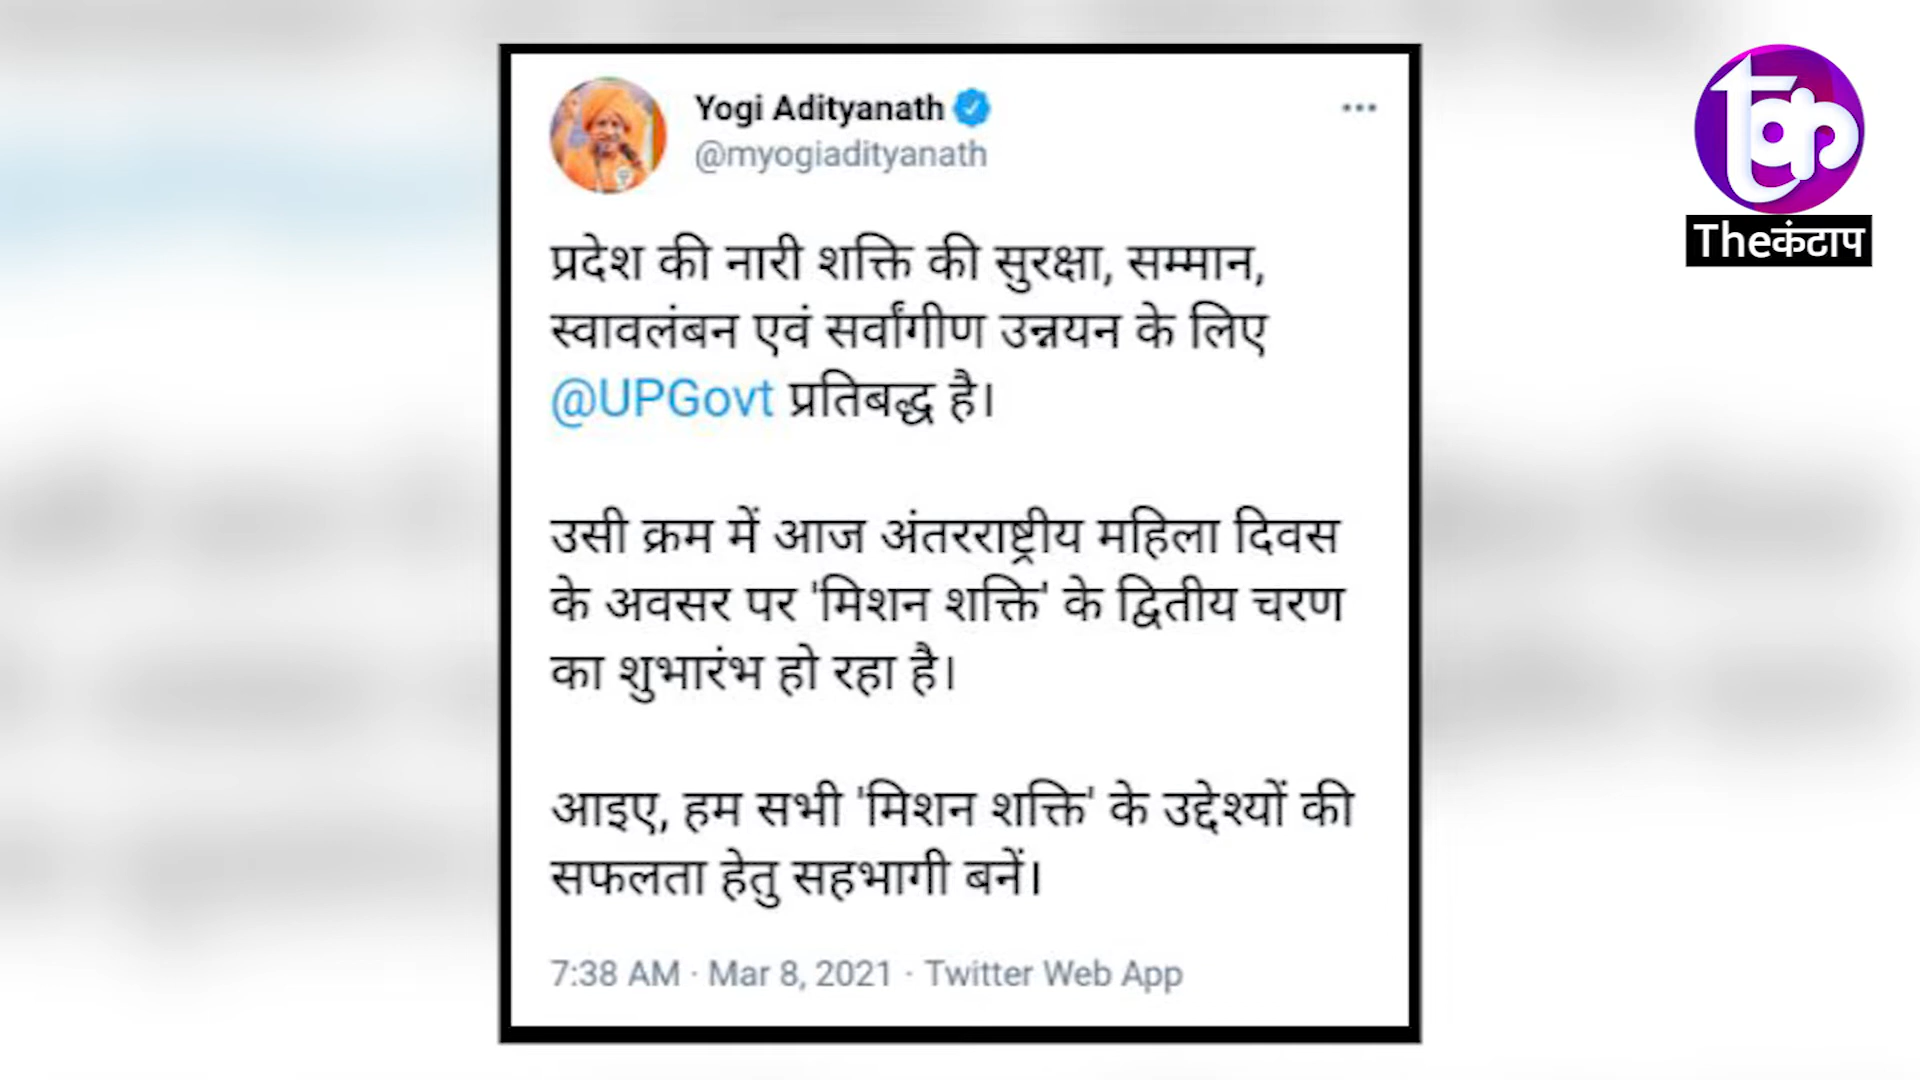 Yogi Adityanath
@myogiadityanath
प्रदेश की नारी शक्ति की सुरक्षा, सम्मान,
स्वावलंबन एवं सर्वांगीण उन्नयन के लिए
@UPGovt प्रतिबद्ध है।
उसी क्रम में आज अंतरराष्ट्रीय महिला दिवस
के अवसर पर 'मिशन शक्ति' के द्वितीय चरण
का शुभारंभ हो रहा है।
आइए, हम सभी 'मिशन शक्ति' के उद्देश्यों की
सफलता हेतु सहभागी बनें।
7:38 AM · Mar 8, 2021 · Twitter Web App
Theकंटाप